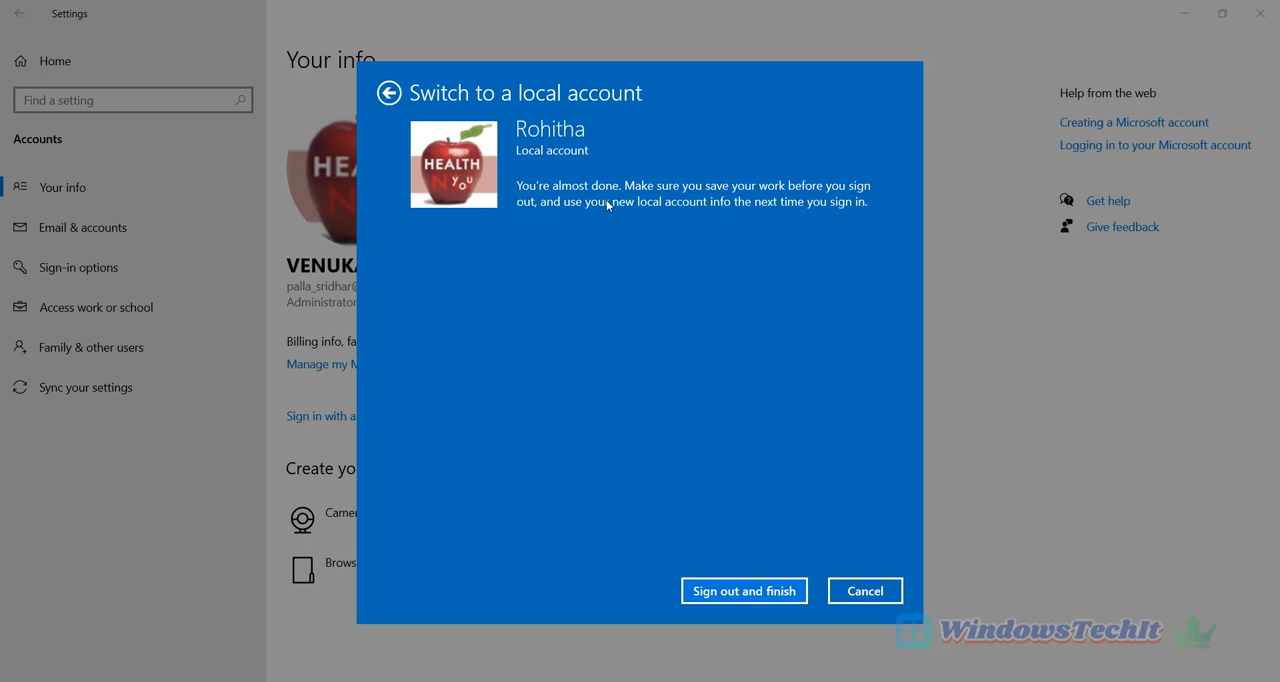 Settings
Home
Find a setting
Accounts
Your info
Email & accounts
Sign-in options
Access work or school
Family & other users
Sync your settings
Your info
HE
VENUKA
palla_sridhar@
Administrator
Billing info, fa
Manage my M
Sign in with a
Create yo
Camer
Brows
Switch to a local account
HEALTH
N YOU
Rohitha
Local account
You're almost done. Make sure you save your work before you sign
out, and use your new local account info the next time you sign in.
Sign out and finish
Cancel
Help from the web
Creating a Microsoft account
Logging in to your Microsoft account
Get help
Give feedback
WindowsTechIt